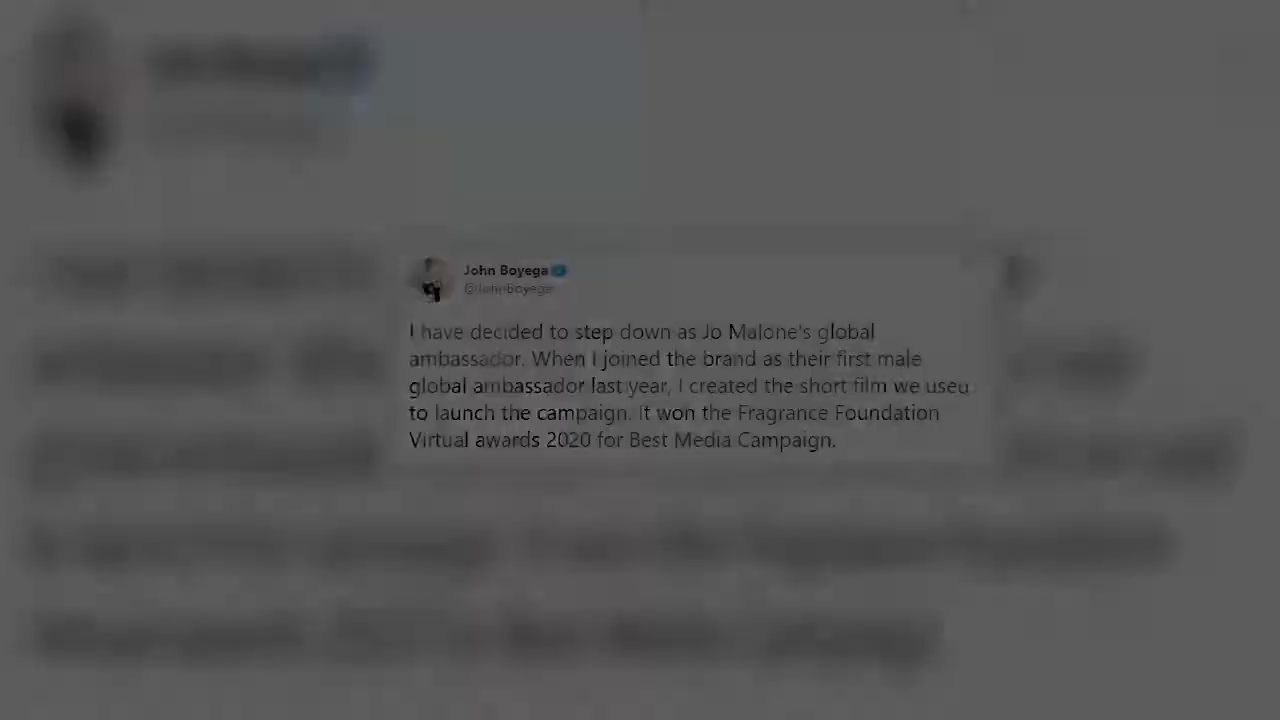 John Boyega
@JohnBoyega
I have decided to step down as Jo Malone's global
ambassador. When I joined the brand as their first male
global ambassador last year, I created the short film we used
to launch the campaign. It won the Fragrance Foundation
Virtual awards 2020 for Best Media Campaign.